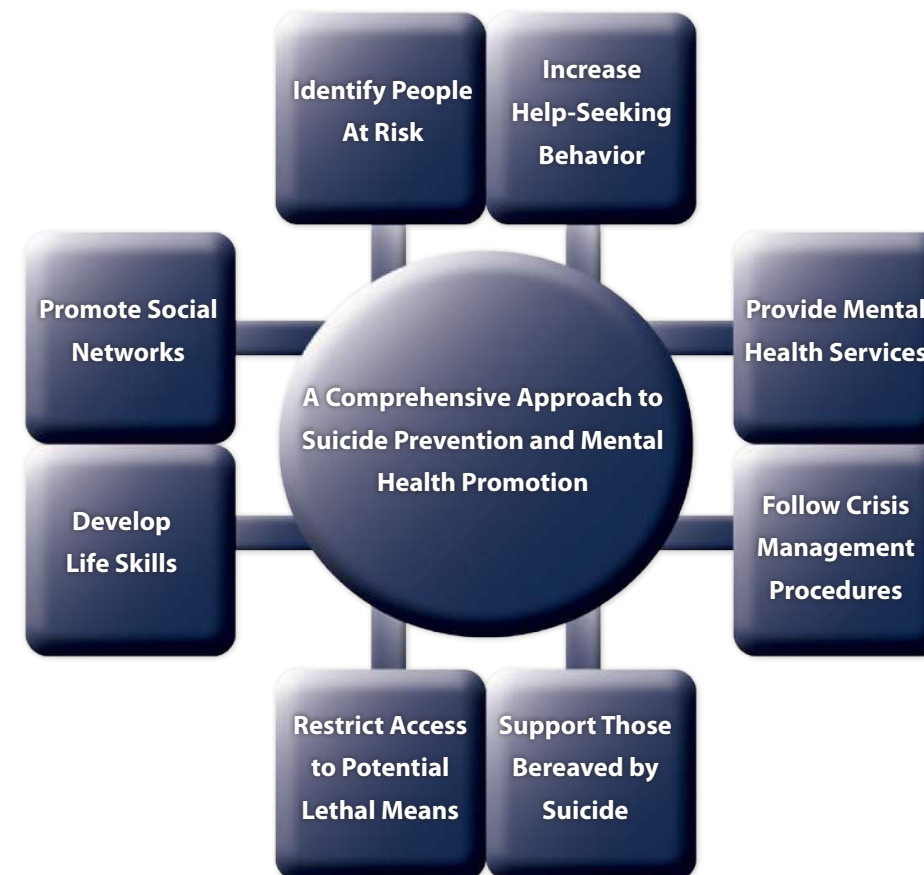 Identify People
At Risk
Increase
Help-Seeking
Behavior
Promote Social
Networks
Provide Mental
Health Services
A Comprehensive Approach to
Suicide Prevention and Mental
Health Promotion
Develop
Life Skills
Follow Crisis
Management
Procedures
Restrict Access
to Potential
Lethal Means
Support Those
Bereaved by
Suicide